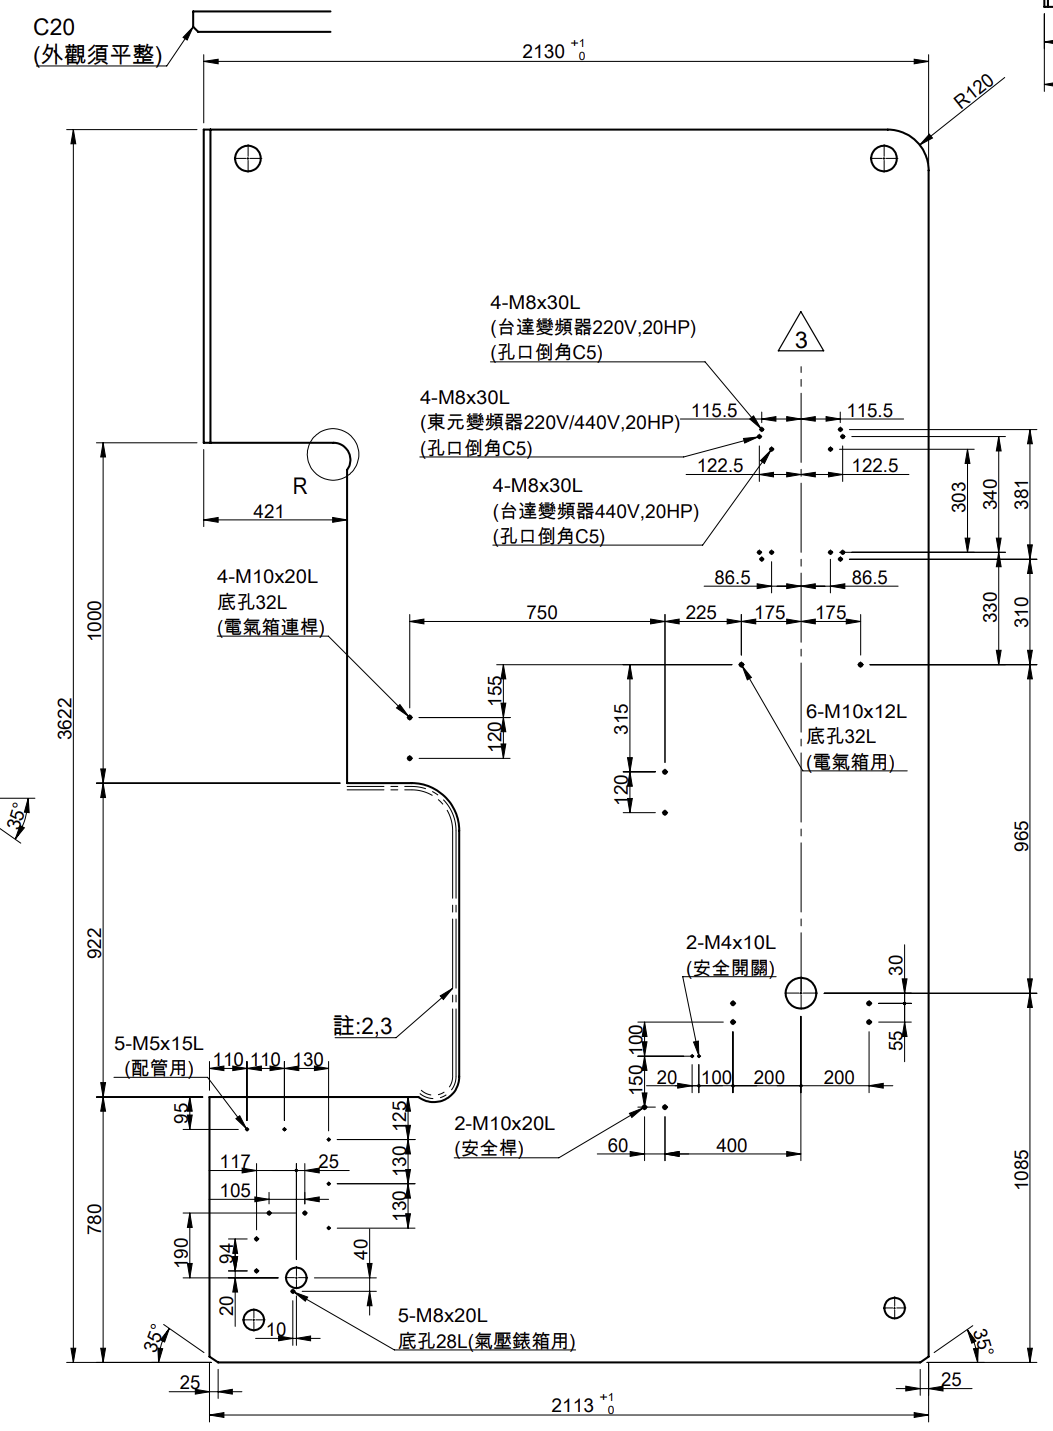 C20
(外觀須平整)
2130 +1 0
R120
4-M8x30L
(台達變頻器220V,20HP)
(孔口倒角C5)
3
4-M8x30L
(東元變頻器220V/440V,20HP)
(孔口倒角C5)
115.5
115.5
122.5
122.5
R
4-M8x30L
(台達變頻器440V,20HP)
(孔口倒角C5)
303
340
381
421
4-M10x20L
底孔32L
(電氣箱連桿)
86.5
86.5
1000
750
225
175
175
330
310
3622
155
120
315
120
6-M10x12L
底孔32L
(電氣箱用)
35°
965
922
2-M4x10L
(安全開關)
30
55
註:2,3
5-M5x15L
(配管用)
110
110
130
100
150
20
100
200
200
95
125
2-M10x20L
(安全桿)
60
400
117
25
130
105
130
1085
780
190
94
40
20
10
5-M8x20L
底孔28L(氣壓錶箱用)
35°
35°
25
25
2113 +1 0